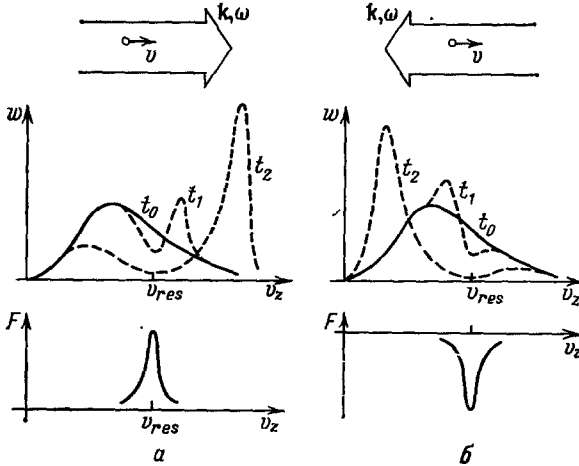 k,ω
k,ω
v
v
w
t₂
t₁
t₀
v_res
v_z
w
t₂
t₁
t₀
v_res
v_z
F
v_res
v_z
F
v_z
а
б